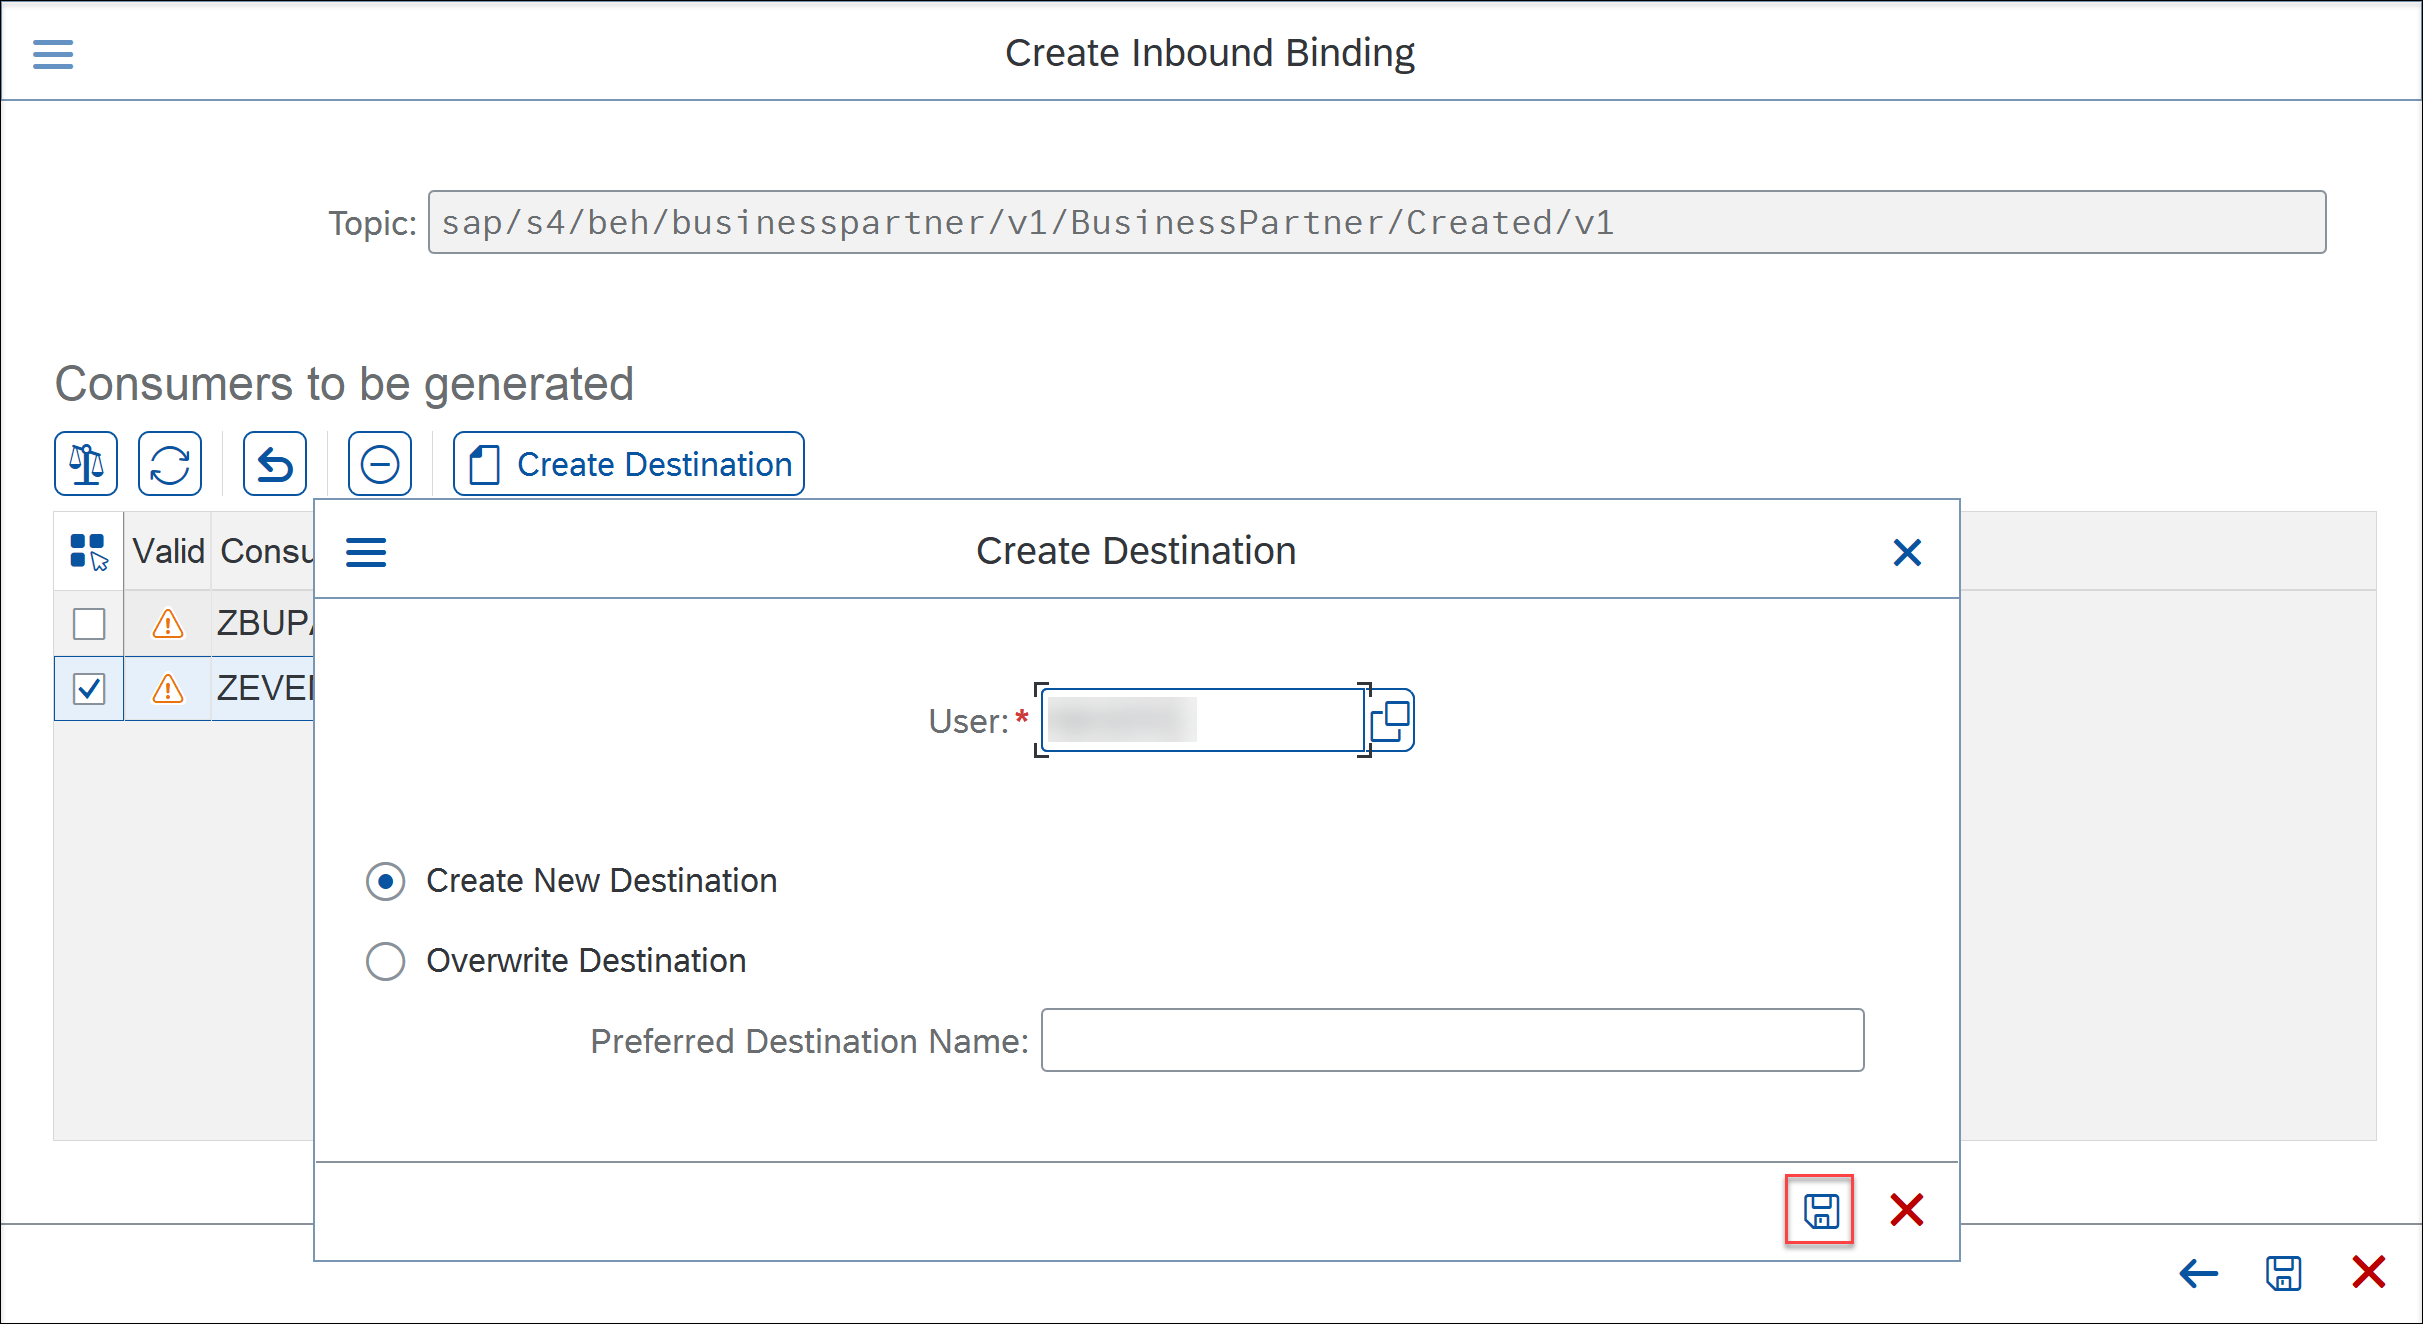 Create Inbound Binding
Topic: sap/s4/beh/businesspartner/v1/BusinessPartner/Created/v1
Consumers to be generated
Create Destination
Valid Consu
ZBUPA
ZEVE
Create Destination
User: *
Create New Destination
Overwrite Destination
Preferred Destination Name: